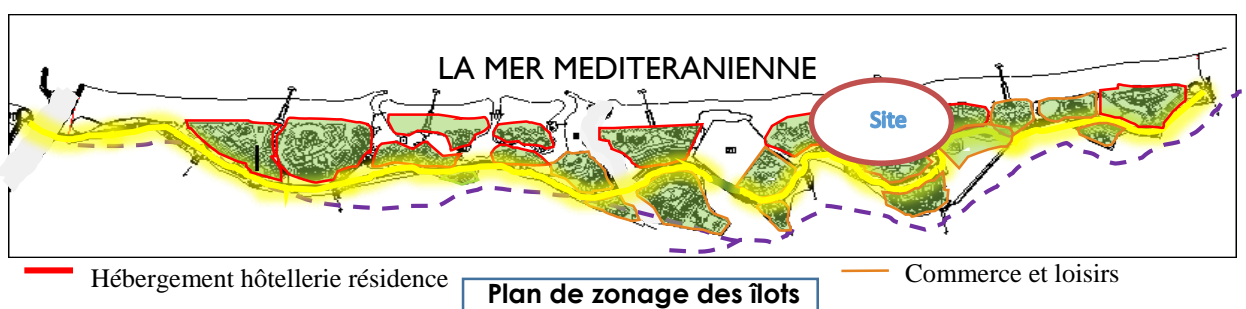 LA MER MEDITERANIENNE
Site
Hébergement hôtellerie résidence
Commerce et loisirs
Plan de zonage des îlots